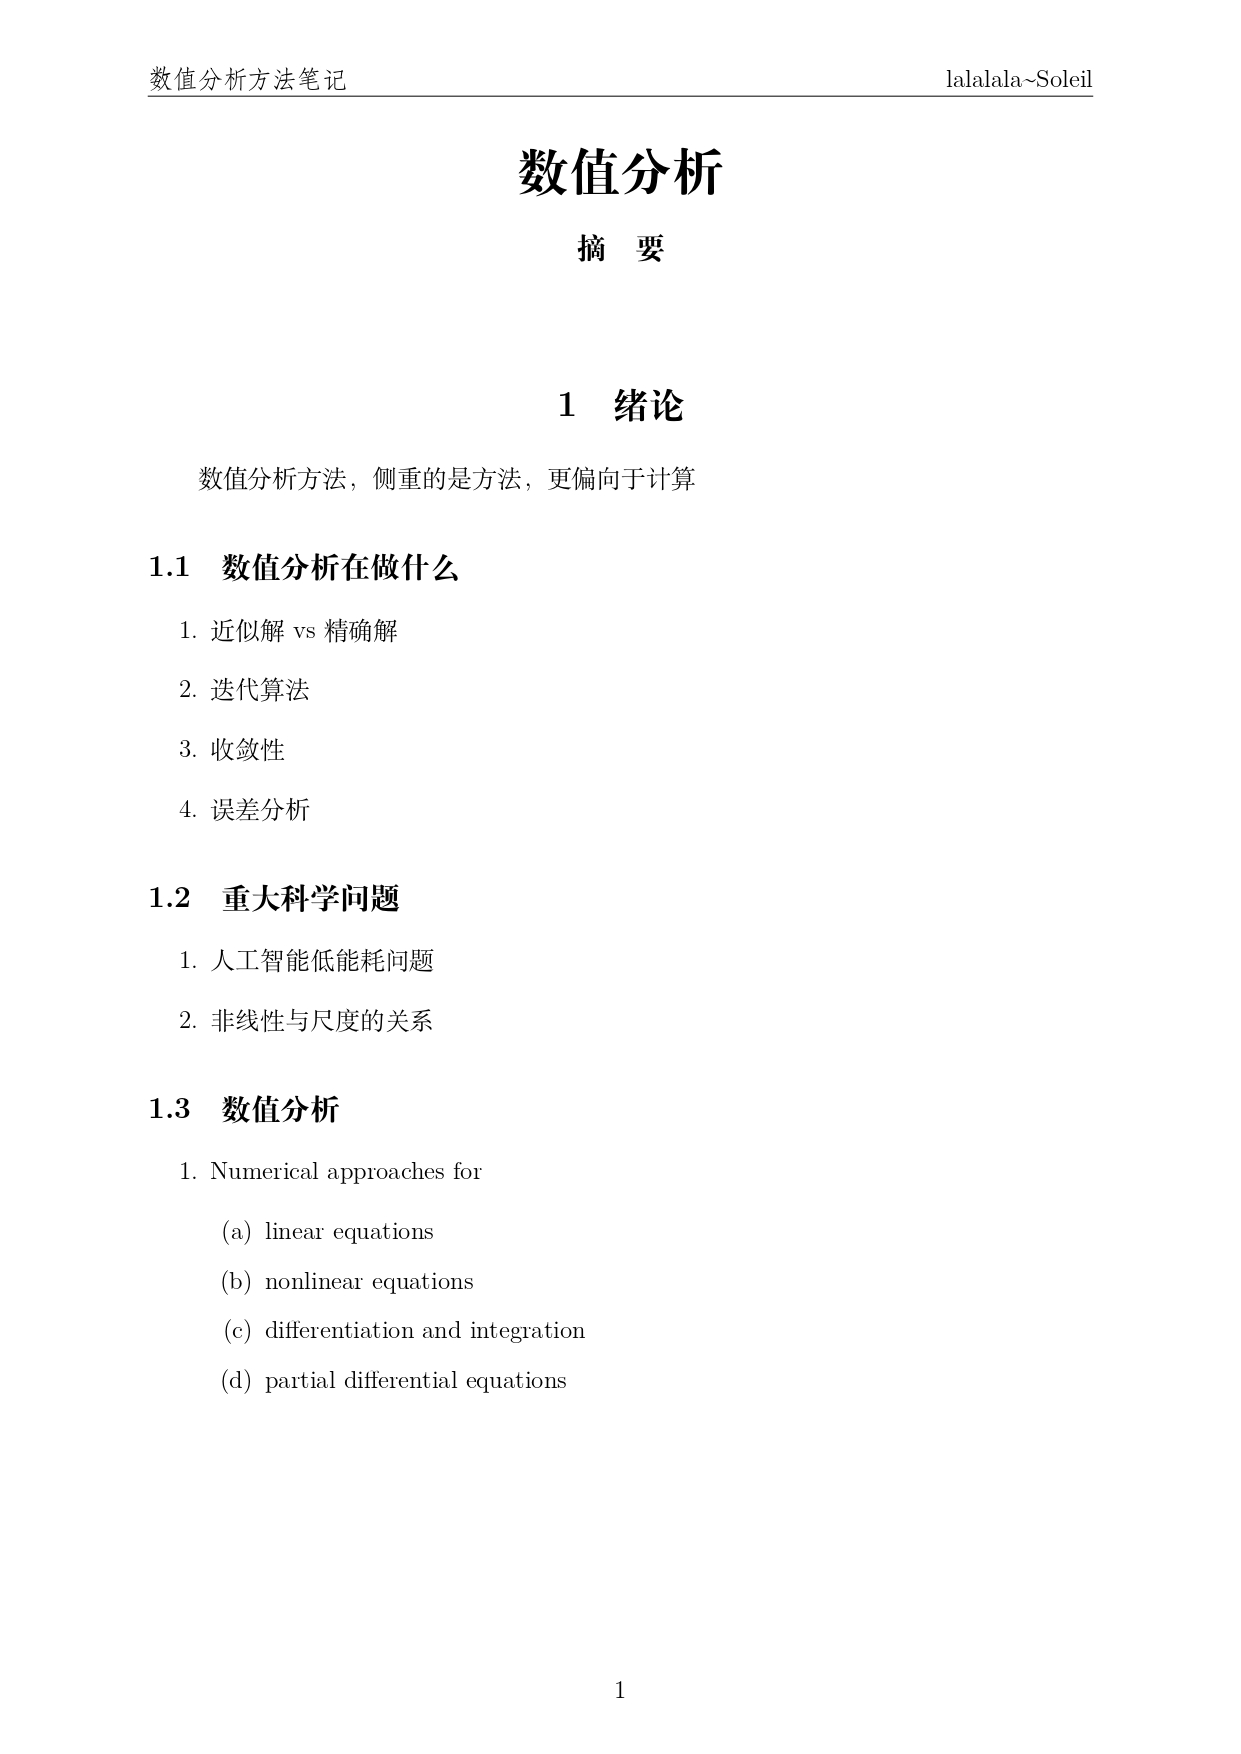 数值分析方法笔记 lalalala~Soleil
数值分析
摘 要
1 绪论
数值分析方法，侧重的是方法，更偏向于计算
1.1 数值分析在做什么
1. 近似解 vs 精确解
2. 迭代算法
3. 收敛性
4. 误差分析
1.2 重大科学问题
1. 人工智能低能耗问题
2. 非线性与尺度的关系
1.3 数值分析
1. Numerical approaches for
(a) linear equations
(b) nonlinear equations
(c) differentiation and integration
(d) partial differential equations
1